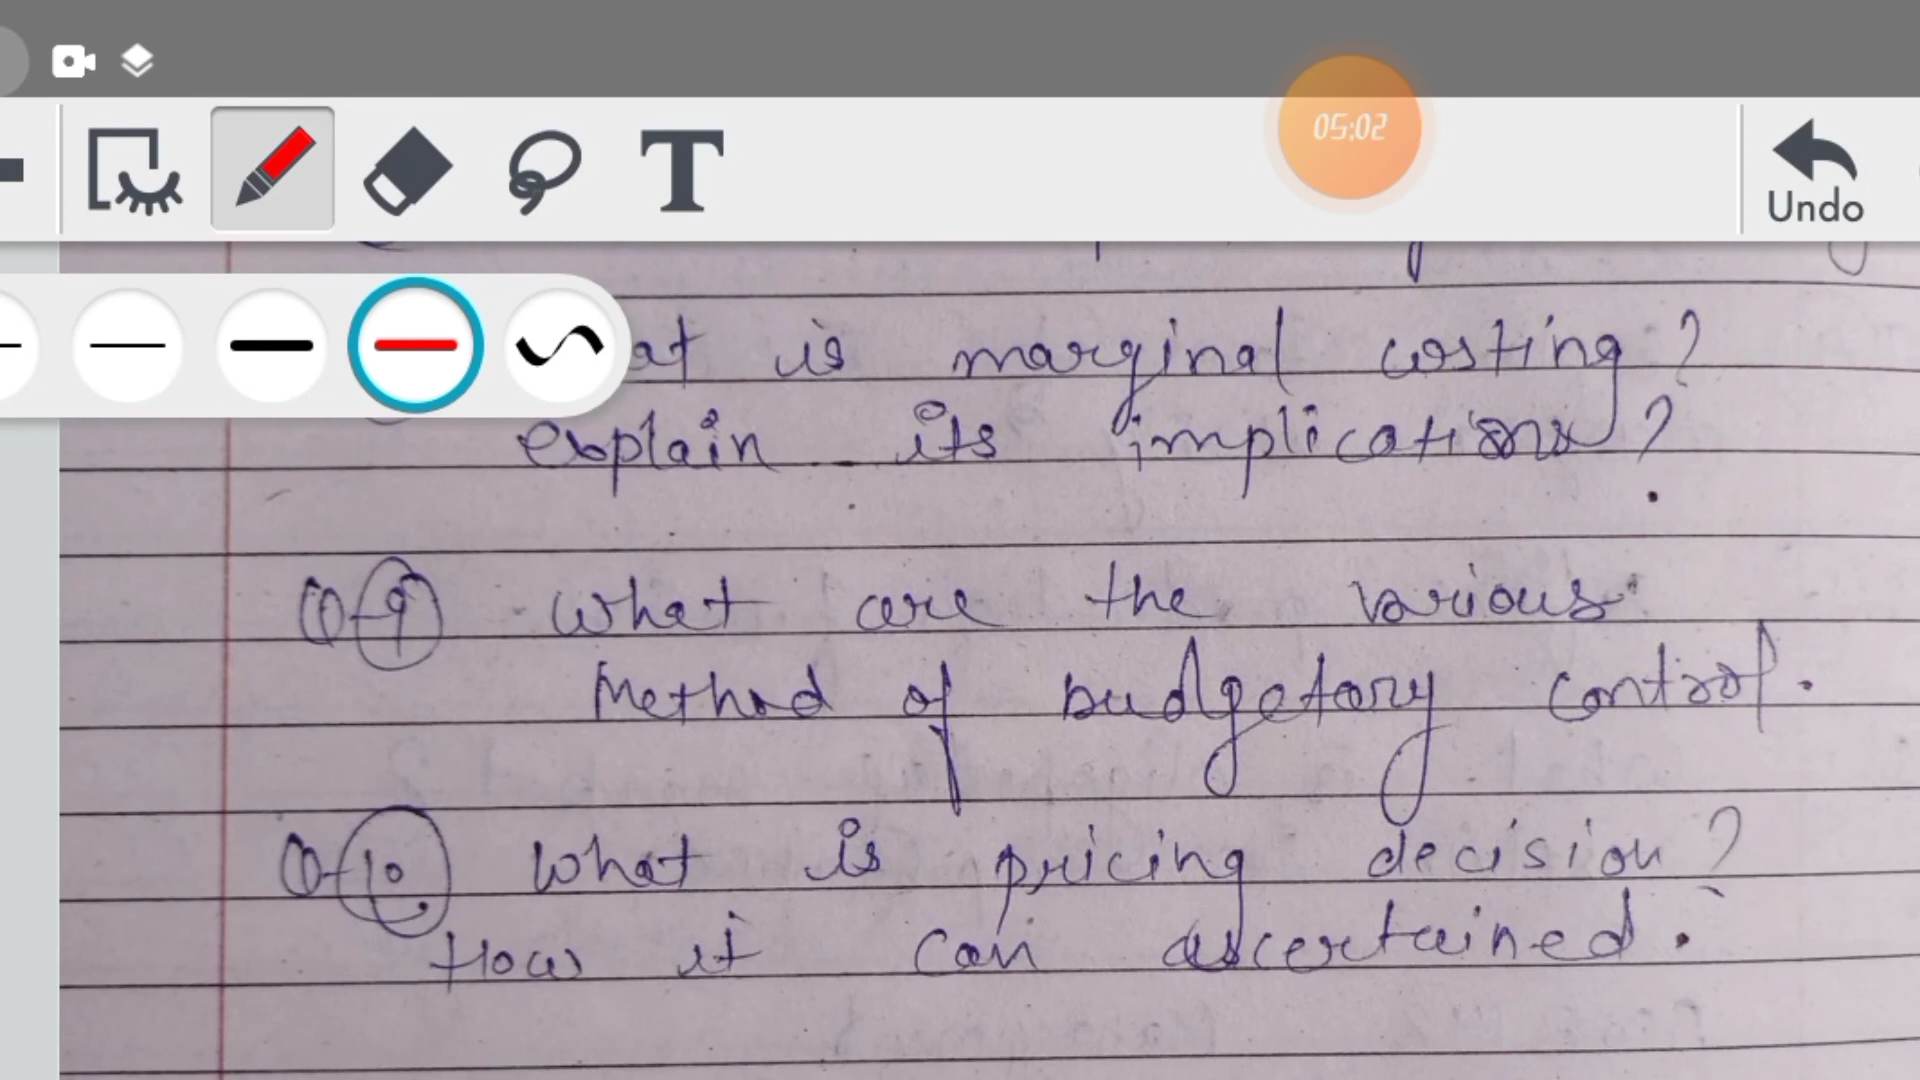 05:02
Undo
at is marginal costing?
explain its implications?
Q-9 What are the various
Method of budgetary control.
Q-10 What is pricing decision?
How it can ascertained.